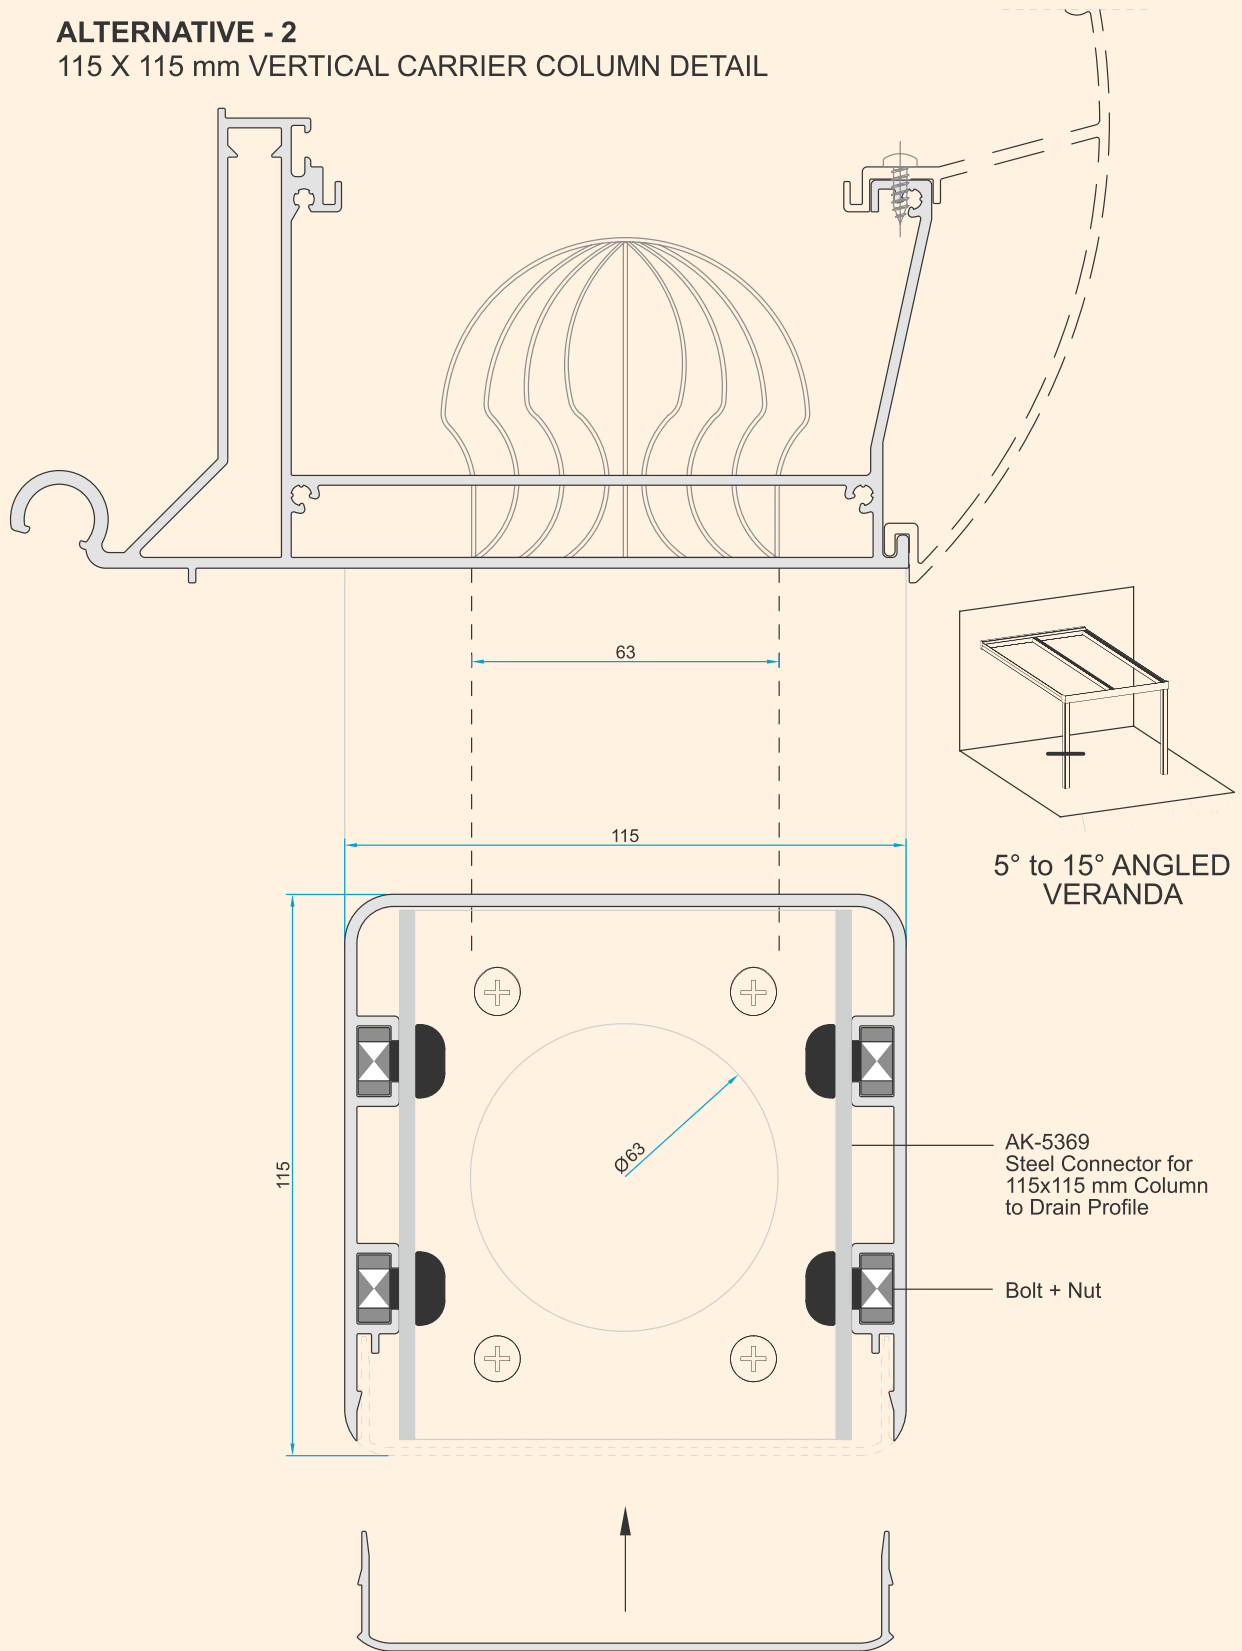 ALTERNATIVE - 2
115 X 115 mm VERTICAL CARRIER COLUMN DETAIL
63
115
5° to 15° ANGLED
VERANDA
115
Ø63
AK-5369
Steel Connector for
115x115 mm Column
to Drain Profile
Bolt + Nut